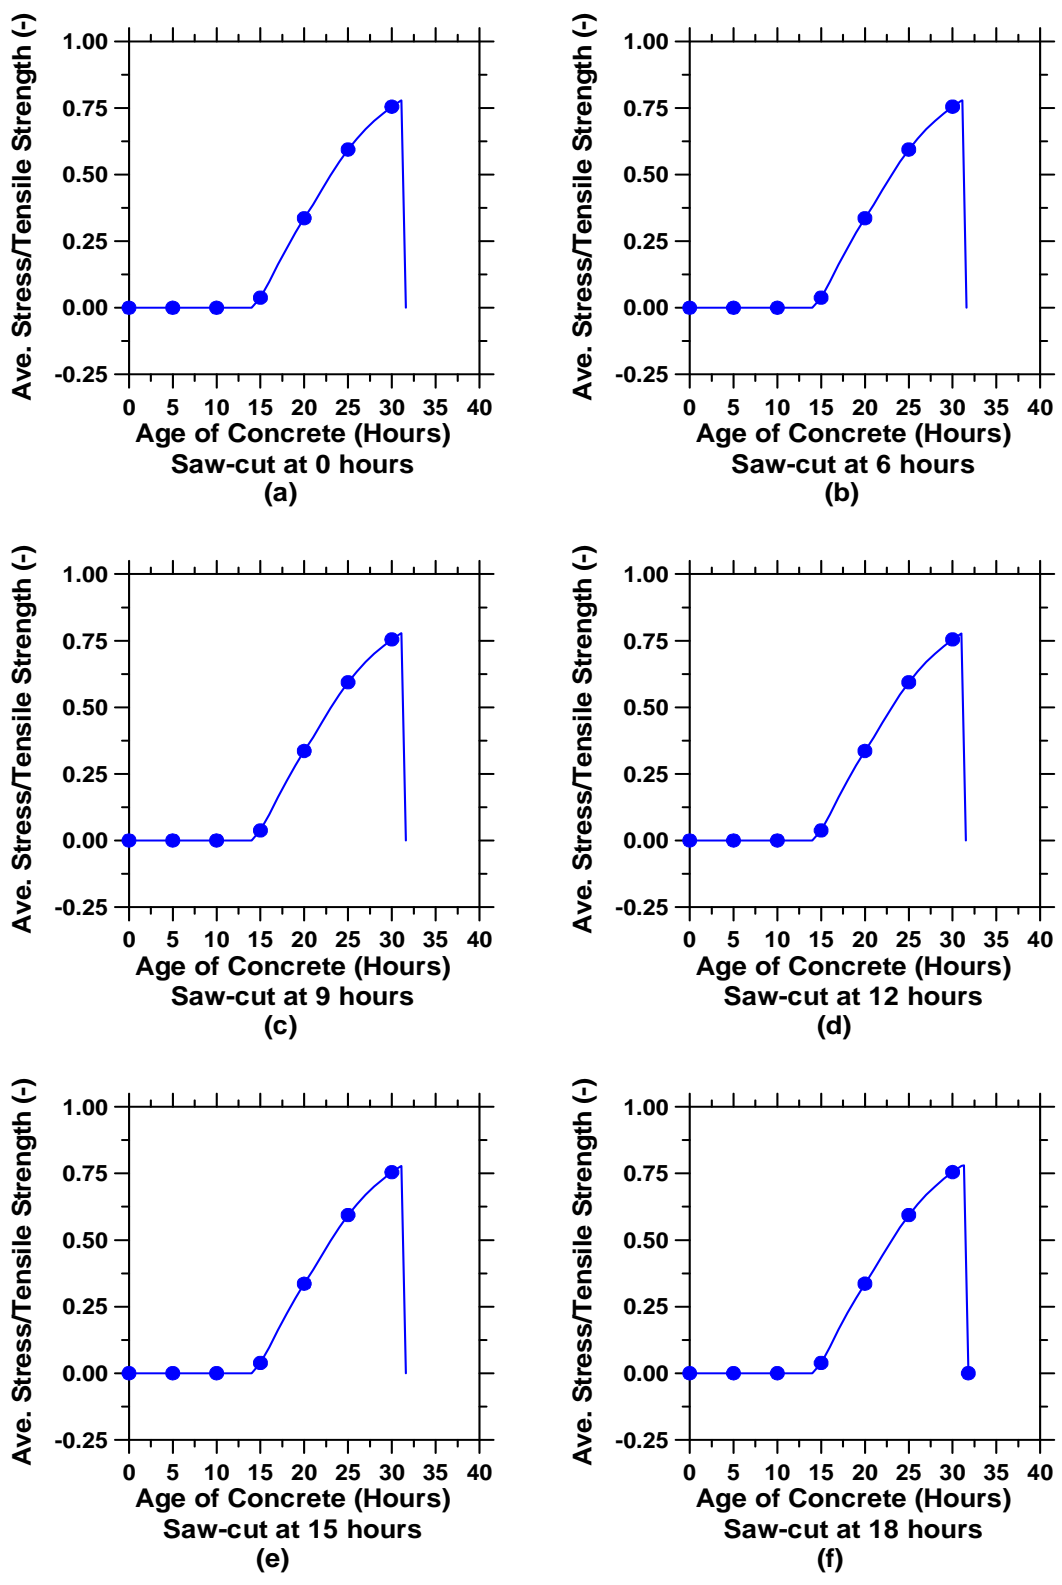 Ave. Stress/Tensile Strength (-)
1.00
0.75
0.50
0.25
0.00
-0.25
0 5 10 15 20 25 30 35 40
Age of Concrete (Hours)
Saw-cut at 0 hours
(a)
Ave. Stress/Tensile Strength (-)
1.00
0.75
0.50
0.25
0.00
-0.25
0 5 10 15 20 25 30 35 40
Age of Concrete (Hours)
Saw-cut at 6 hours
(b)
Ave. Stress/Tensile Strength (-)
1.00
0.75
0.50
0.25
0.00
-0.25
0 5 10 15 20 25 30 35 40
Age of Concrete (Hours)
Saw-cut at 9 hours
(c)
Ave. Stress/Tensile Strength (-)
1.00
0.75
0.50
0.25
0.00
-0.25
0 5 10 15 20 25 30 35 40
Age of Concrete (Hours)
Saw-cut at 12 hours
(d)
Ave. Stress/Tensile Strength (-)
1.00
0.75
0.50
0.25
0.00
-0.25
0 5 10 15 20 25 30 35 40
Age of Concrete (Hours)
Saw-cut at 15 hours
(e)
Ave. Stress/Tensile Strength (-)
1.00
0.75
0.50
0.25
0.00
-0.25
0 5 10 15 20 25 30 35 40
Age of Concrete (Hours)
Saw-cut at 18 hours
(f)